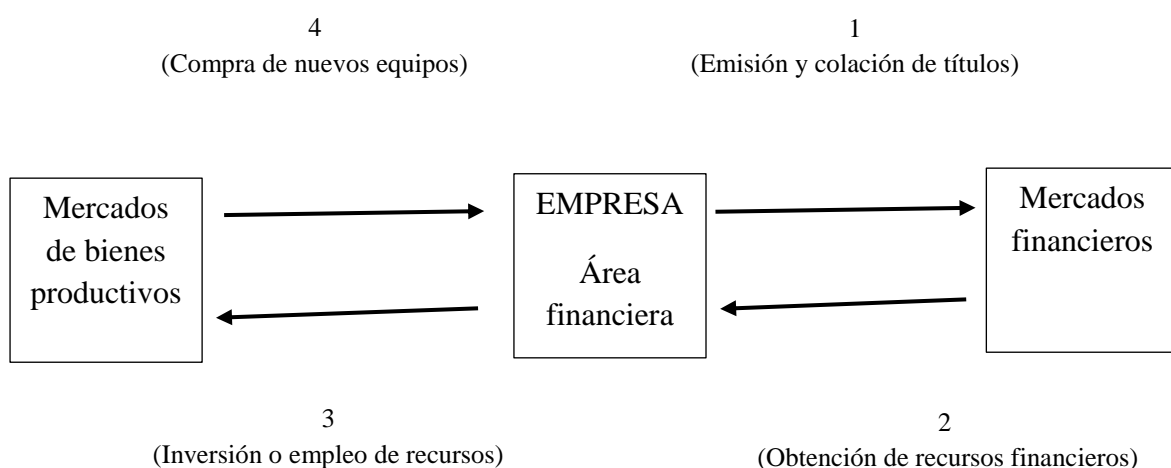 4
(Compra de nuevos equipos)
1
(Emisión y colación de títulos)
Mercados
de bienes
productivos
EMPRESA
Área
financiera
Mercados
financieros
3
(Inversión o empleo de recursos)
2
(Obtención de recursos financieros)